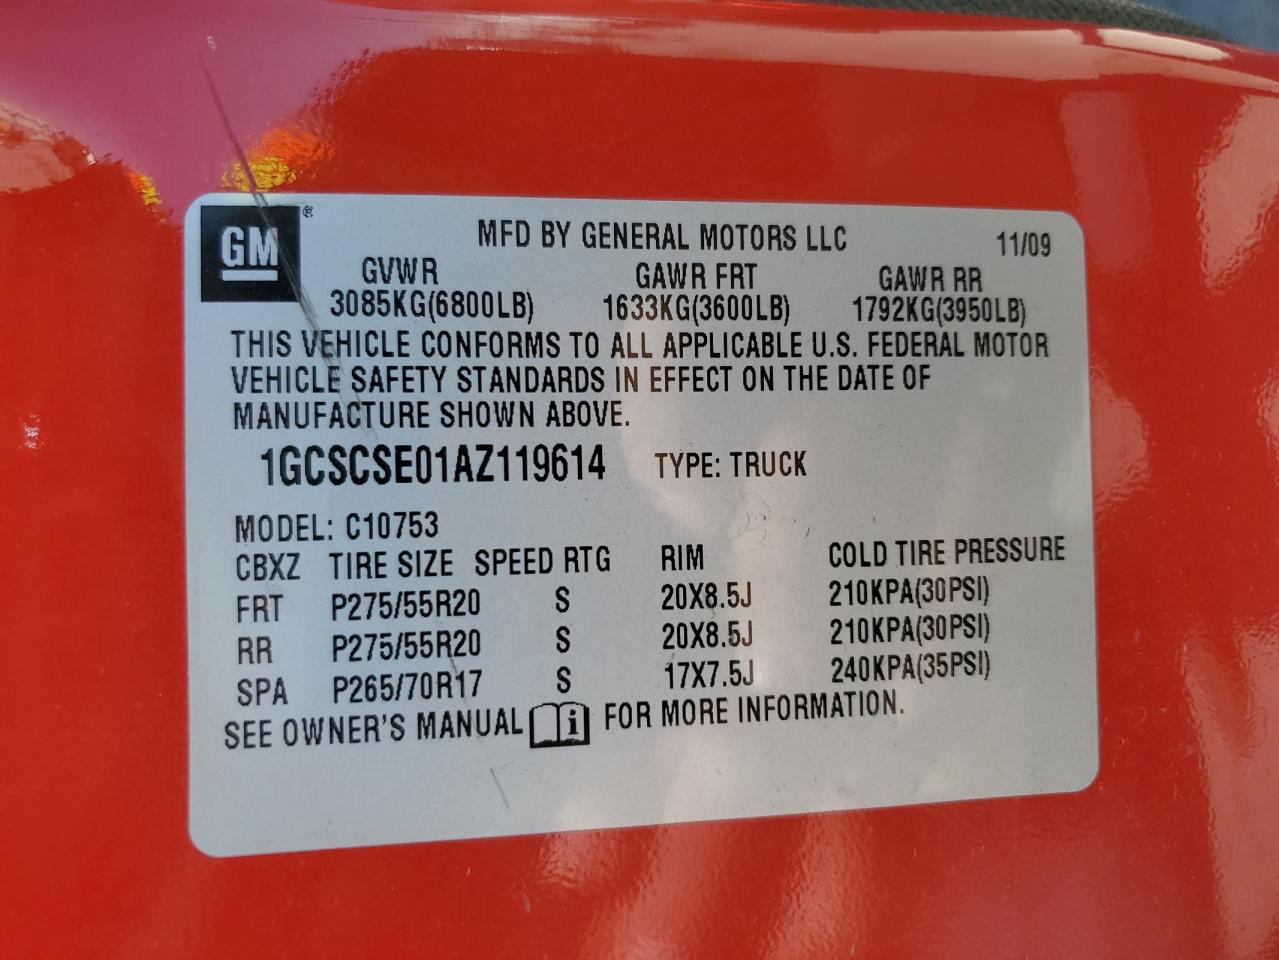 GM ®
MFD BY GENERAL MOTORS LLC 11/09
GVWR GAWR FRT GAWR RR
3085KG(6800LB) 1633KG(3600LB) 1792KG(3950LB)
THIS VEHICLE CONFORMS TO ALL APPLICABLE U.S. FEDERAL MOTOR
VEHICLE SAFETY STANDARDS IN EFFECT ON THE DATE OF
MANUFACTURE SHOWN ABOVE.
1GCSCSE01AZ119614 TYPE: TRUCK
MODEL: C10753
CBXZ TIRE SIZE SPEED RTG RIM COLD TIRE PRESSURE
FRT P275/55R20 S 20X8.5J 210KPA(30PSI)
RR P275/55R20 S 20X8.5J 210KPA(30PSI)
SPA P265/70R17 S 17X7.5J 240KPA(35PSI)
SEE OWNER'S MANUAL i FOR MORE INFORMATION.